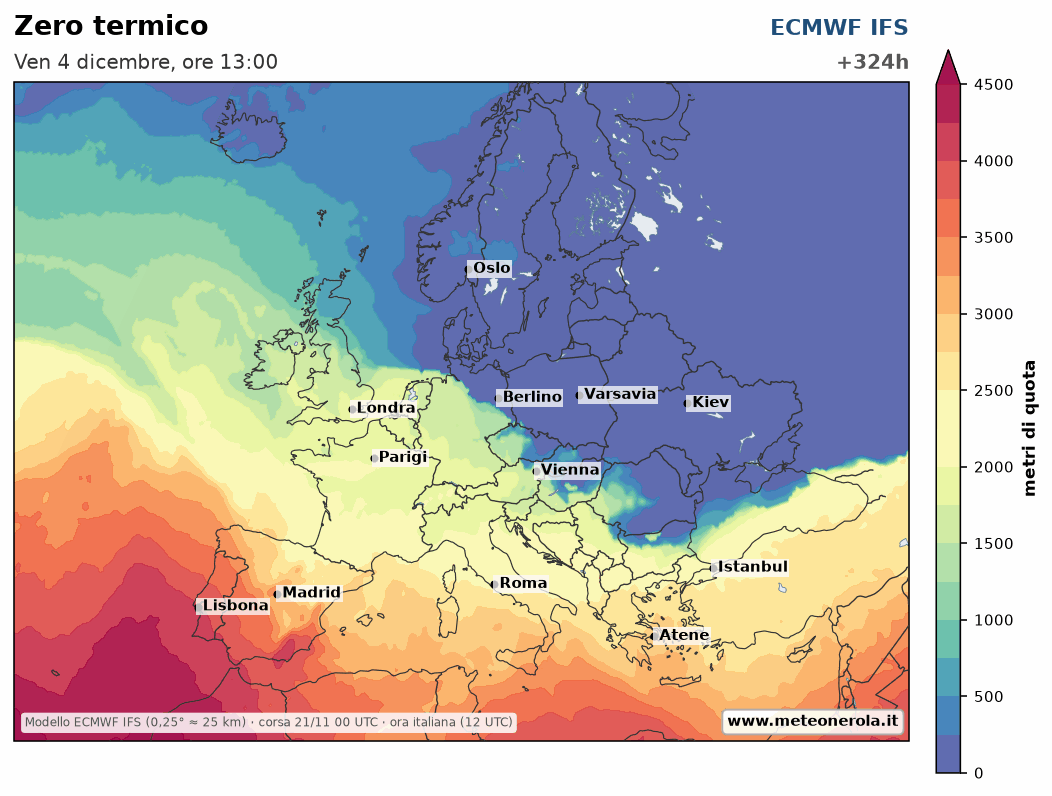 Zero termico
ECMWF IFS
Ven 4 dicembre, ore 13:00
+324h
4500
4000
3500
3000
2500
2000
1500
1000
500
0
metri di quota
Oslo
Berlino
Varsavia
Kiev
Londra
Parigi
Vienna
Istanbul
Roma
Madrid
Lisbona
Atene
Modello ECMWF IFS (0,25° ≈ 25 km) · corsa 21/11 00 UTC · ora italiana (12 UTC)
www.meteonerola.it